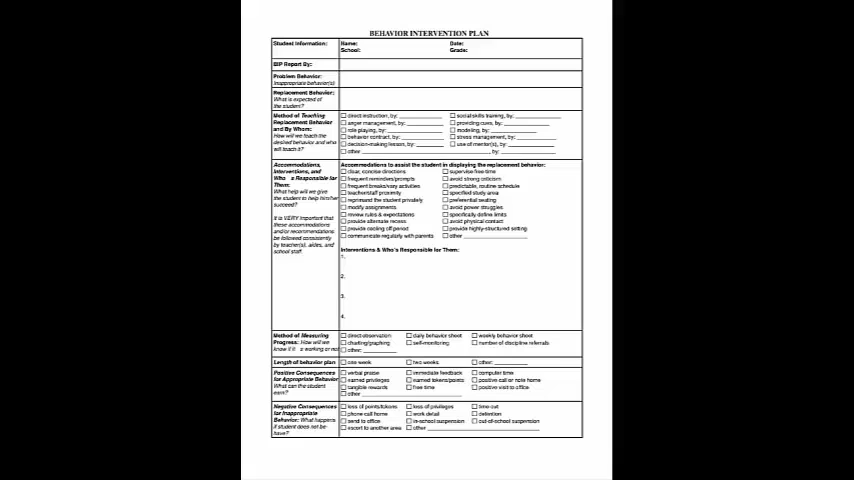 BEHAVIOR INTERVENTION PLAN
Student Information:
Name: Date:
School: Grade:
BIP Report By:
Problem Behavior:
Inappropriate behavior(s)
Replacement Behavior:
What is expected of
the student?
Method of Teaching
Replacement Behavior
and By Whom:
How will we teach the
desired behavior and who
will teach it?
direct instruction, by: social skills training, by:
anger management, by: providing cues, by:
role playing, by: modeling, by:
behavior contract, by: stress management, by:
decision-making lesson, by: use of mentor(s), by:
other , by:
Accommodations,
Interventions, and
Who s Responsible for
Them:
What help will we give
the student to help him/her
succeed?
It is VERY important that
these accommodations
and/or recommendations
be followed consistently
by teacher(s), aides, and
school staff.
Accommodations to assist the student in displaying the replacement behavior:
clear, concise directions supervise free time
frequent reminders/prompts avoid strong criticism
frequent breaks/vary activities predictable, routine schedule
teacher/staff proximity specified study area
reprimand the student privately preferential seating
modify assignments avoid power struggles
review rules & expectations specifically define limits
provide alternate recess avoid physical contact
provide cooling off period provide highly-structured setting
communicate regularly with parents other
Interventions & Who's Responsible for Them:
1.
2.
3.
4.
Method of Measuring
Progress: How will we
know if it s working or not
direct observation daily behavior sheet weekly behavior sheet
charting/graphing self-monitoring number of discipline referrals
other:
Length of behavior plan
one week two weeks other:
Positive Consequences
for Appropriate Behavior
What can the student
earn?
verbal praise immediate feedback computer time
earned privileges earned tokens/points positive call or note home
tangible rewards free time positive visit to office
other
Negative Consequences
for Inappropriate
Behavior: What happens
if student does not be
have?
loss of points/tokens loss of privileges time-out
phone call home work detail detention
send to office in-school suspension out-of-school suspension
escort to another area other